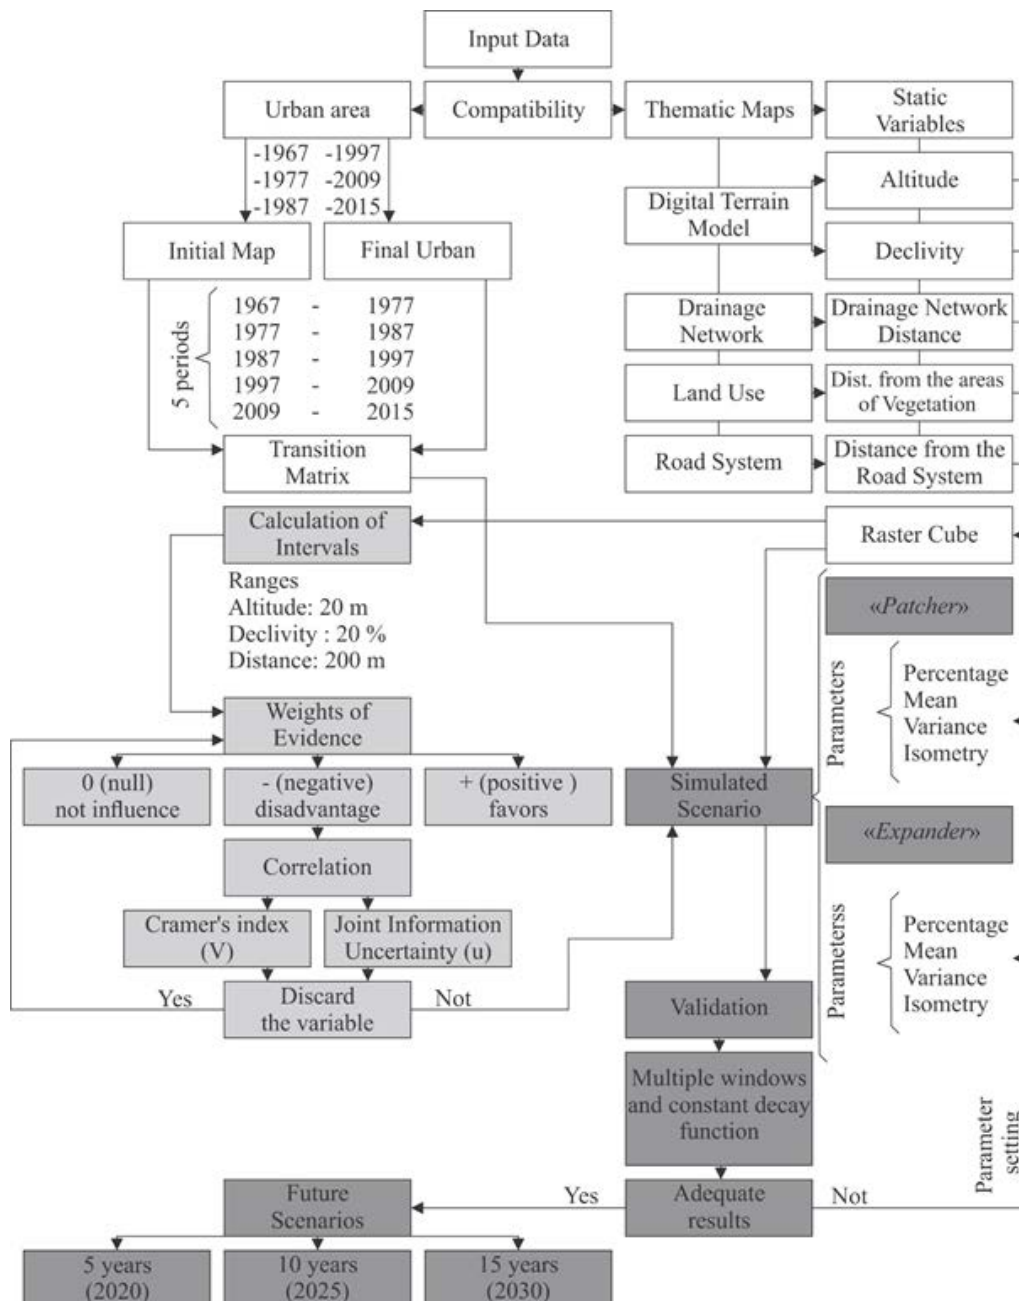 Input Data
Urban area
Compatibility
Thematic Maps
Static
Variables
-1967 -1997
-1977 -2009
-1987 -2015
Altitude
Digital Terrain
Model
Declivity
Initial Map
Final Urban
5 periods
1967 - 1977
1977 - 1987
1987 - 1997
1997 - 2009
2009 - 2015
Drainage
Network
Drainage Network
Distance
Land Use
Dist. from the areas
of Vegetation
Road System
Distance from the
Road System
Transition
Matrix
Calculation of
Intervals
Raster Cube
Ranges
Altitude: 20 m
Declivity : 20 %
Distance: 200 m
«Patcher»
Parameters
Percentage
Mean
Variance
Isometry
Weights of
Evidence
0 (null)
not influence
- (negative)
disadvantage
+ (positive )
favors
Simulated
Scenario
«Expander»
Correlation
Cramer's index
(V)
Joint Information
Uncertainty (u)
Parameterss
Percentage
Mean
Variance
Isometry
Yes
Discard
the variable
Not
Validation
Multiple windows
and constant decay
function
Parameter
setting
Future
Scenarios
Yes
Adequate
results
Not
5 years
(2020)
10 years
(2025)
15 years
(2030)